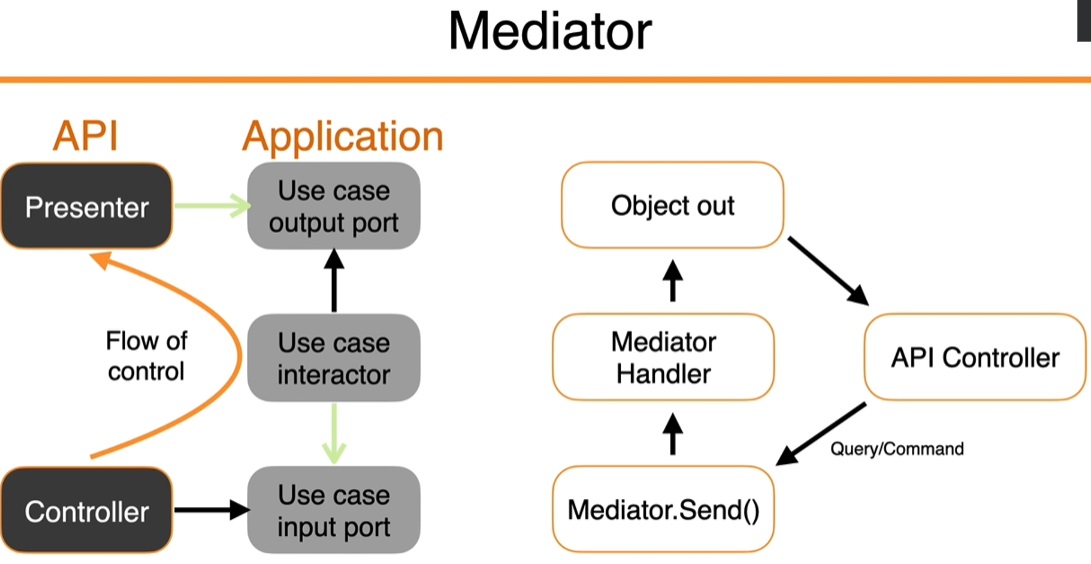 Mediator
API
Application
Presenter
Use case
output port
Object out
Flow of
control
Use case
interactor
Mediator
Handler
API Controller
Query/Command
Controller
Use case
input port
Mediator.Send()